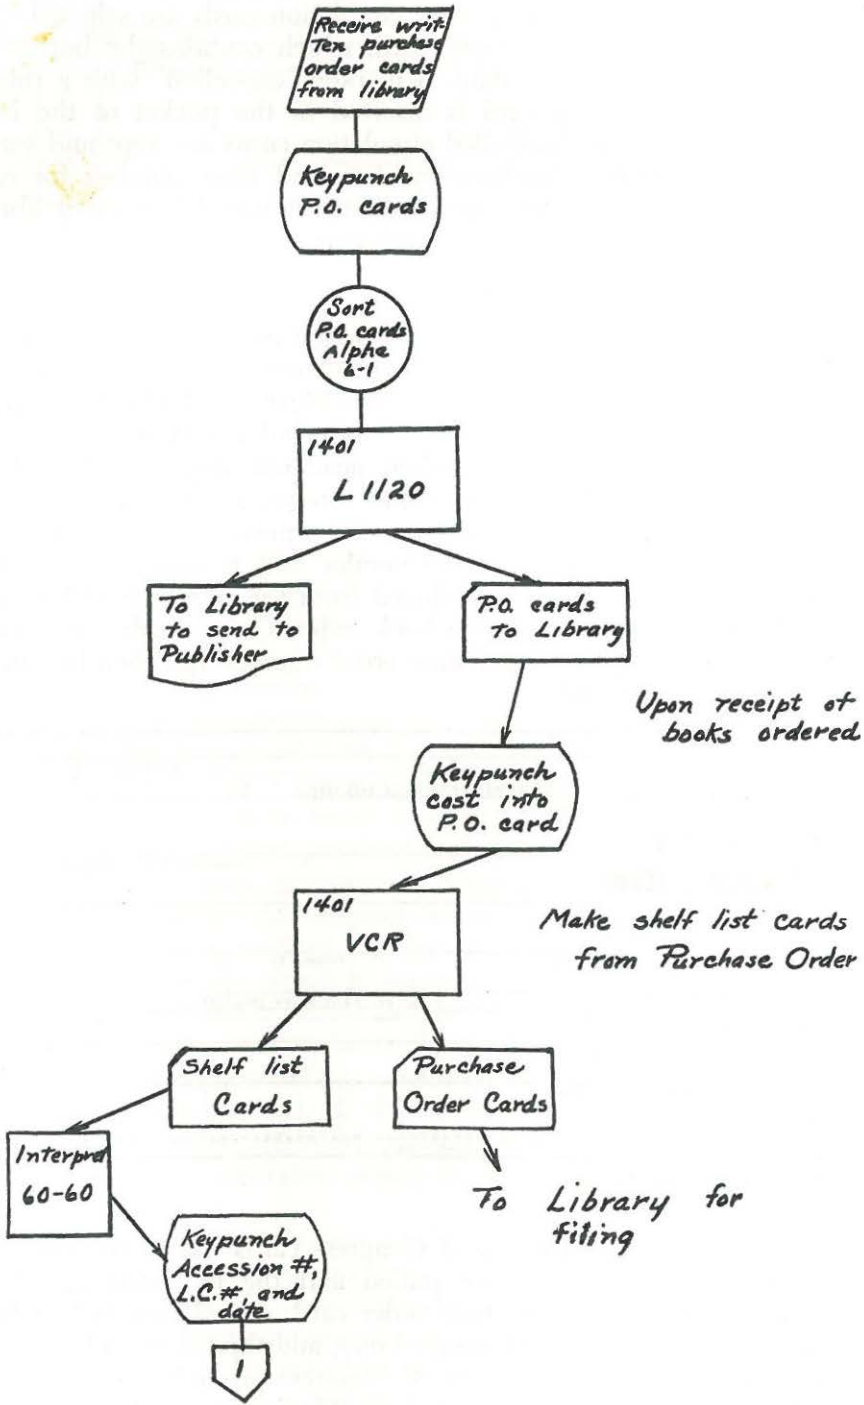 Receive writ-
ten purchase
order cards
from library
Keypunch
P.O. cards
Sort
P.O. cards
Alpha
6-1
1401
L1120
To Library
to send to
Publisher
P.O. cards
to Library
Upon receipt of
books ordered
Keypunch
cost into
P.O. card
1401
VCR
Make shelf list cards
from Purchase Order
Shelf list
Cards
Purchase
Order Cards
Interpret
60-60
To Library for
filing
Keypunch
Accession #,
L.C.#, and
date
1